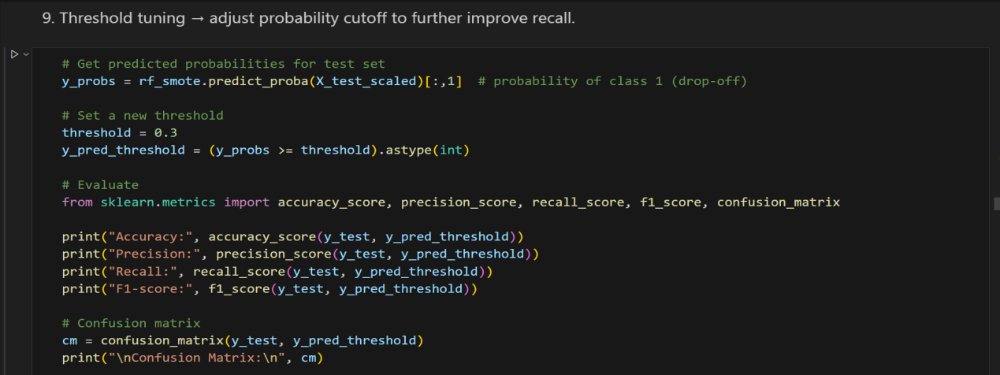 9. Threshold tuning → adjust probability cutoff to further improve recall.
# Get predicted probabilities for test set
y_probs = rf_smote.predict_proba(X_test_scaled)[:,1]  # probability of class 1 (drop-off)
# Set a new threshold
threshold = 0.3
y_pred_threshold = (y_probs >= threshold).astype(int)
# Evaluate
from sklearn.metrics import accuracy_score, precision_score, recall_score, f1_score, confusion_matrix
print("Accuracy:", accuracy_score(y_test, y_pred_threshold))
print("Precision:", precision_score(y_test, y_pred_threshold))
print("Recall:", recall_score(y_test, y_pred_threshold))
print("F1-score:", f1_score(y_test, y_pred_threshold))
# Confusion matrix
cm = confusion_matrix(y_test, y_pred_threshold)
print("\nConfusion Matrix:\n", cm)